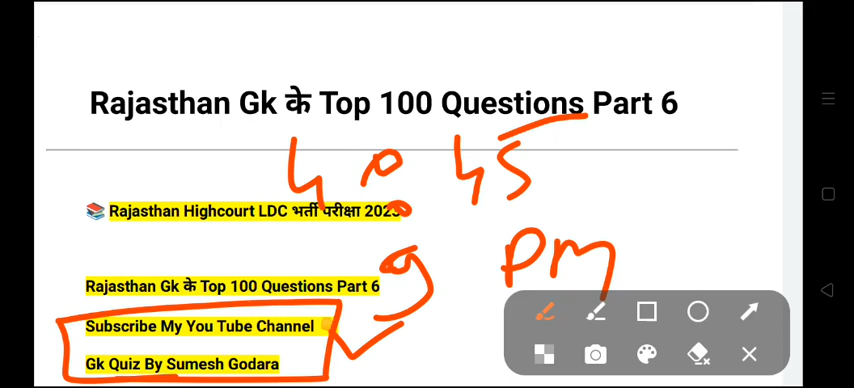 Rajasthan Gk के Top 100 Questions Part 6
4 : 45
📚 Rajasthan Highcourt LDC भर्ती परीक्षा 2023
pm
Rajasthan Gk के Top 100 Questions Part 6
Subscribe My You Tube Channel
Gk Quiz By Sumesh Godara